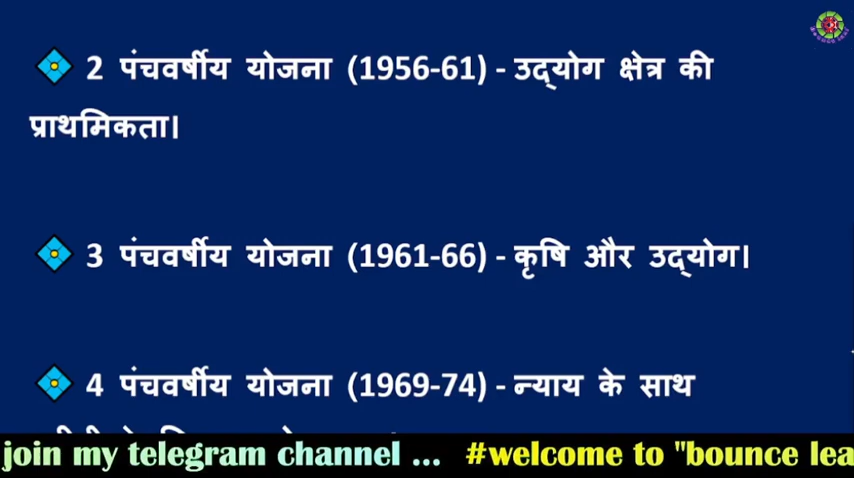 2 पंचवर्षीय योजना (1956-61) - उद्योग क्षेत्र की
प्राथमिकता।
3 पंचवर्षीय योजना (1961-66) - कृषि और उद्योग।
4 पंचवर्षीय योजना (1969-74) - न्याय के साथ
join my telegram channel ... #welcome to "bounce lea